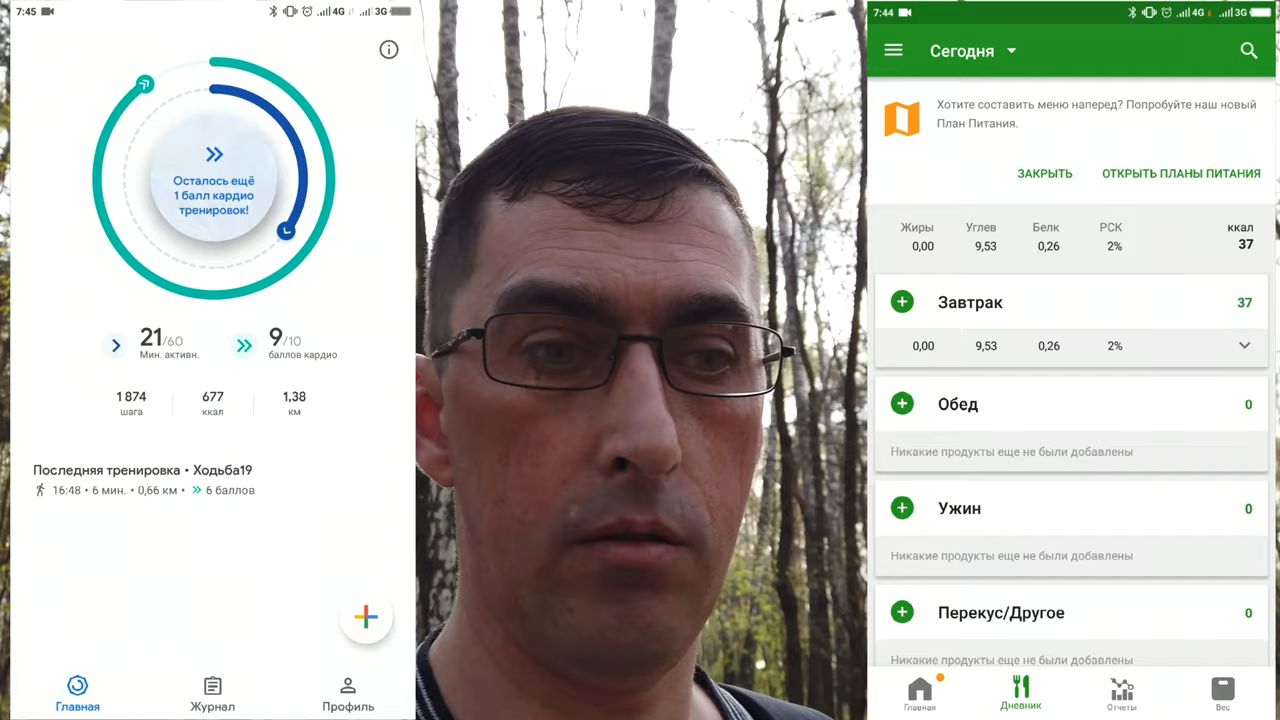 7:45
4G
3G
Осталось ещё
1 балл кардио
тренировок!
21/60
Мин. активн.
9/10
баллов кардио
1 874
шага
677
ккал
1,38
км
Последняя тренировка • Ходьба19
16:48 • 6 мин. • 0,66 км • 6 баллов
Главная
Журнал
Профиль
7:44
4G
3G
Сегодня
Хотите составить меню наперед? Попробуйте наш новый
План Питания.
ЗАКРЫТЬ
ОТКРЫТЬ ПЛАНЫ ПИТАНИЯ
Жиры Углев Белк РСК ккал
0,00 9,53 0,26 2% 37
Завтрак 37
0,00 9,53 0,26 2%
Обед 0
Никакие продукты еще не были добавлены
Ужин 0
Никакие продукты еще не были добавлены
Перекус/Другое 0
Никакие продукты еще не были добавлены
Главная
Дневник
Отчеты
Вес